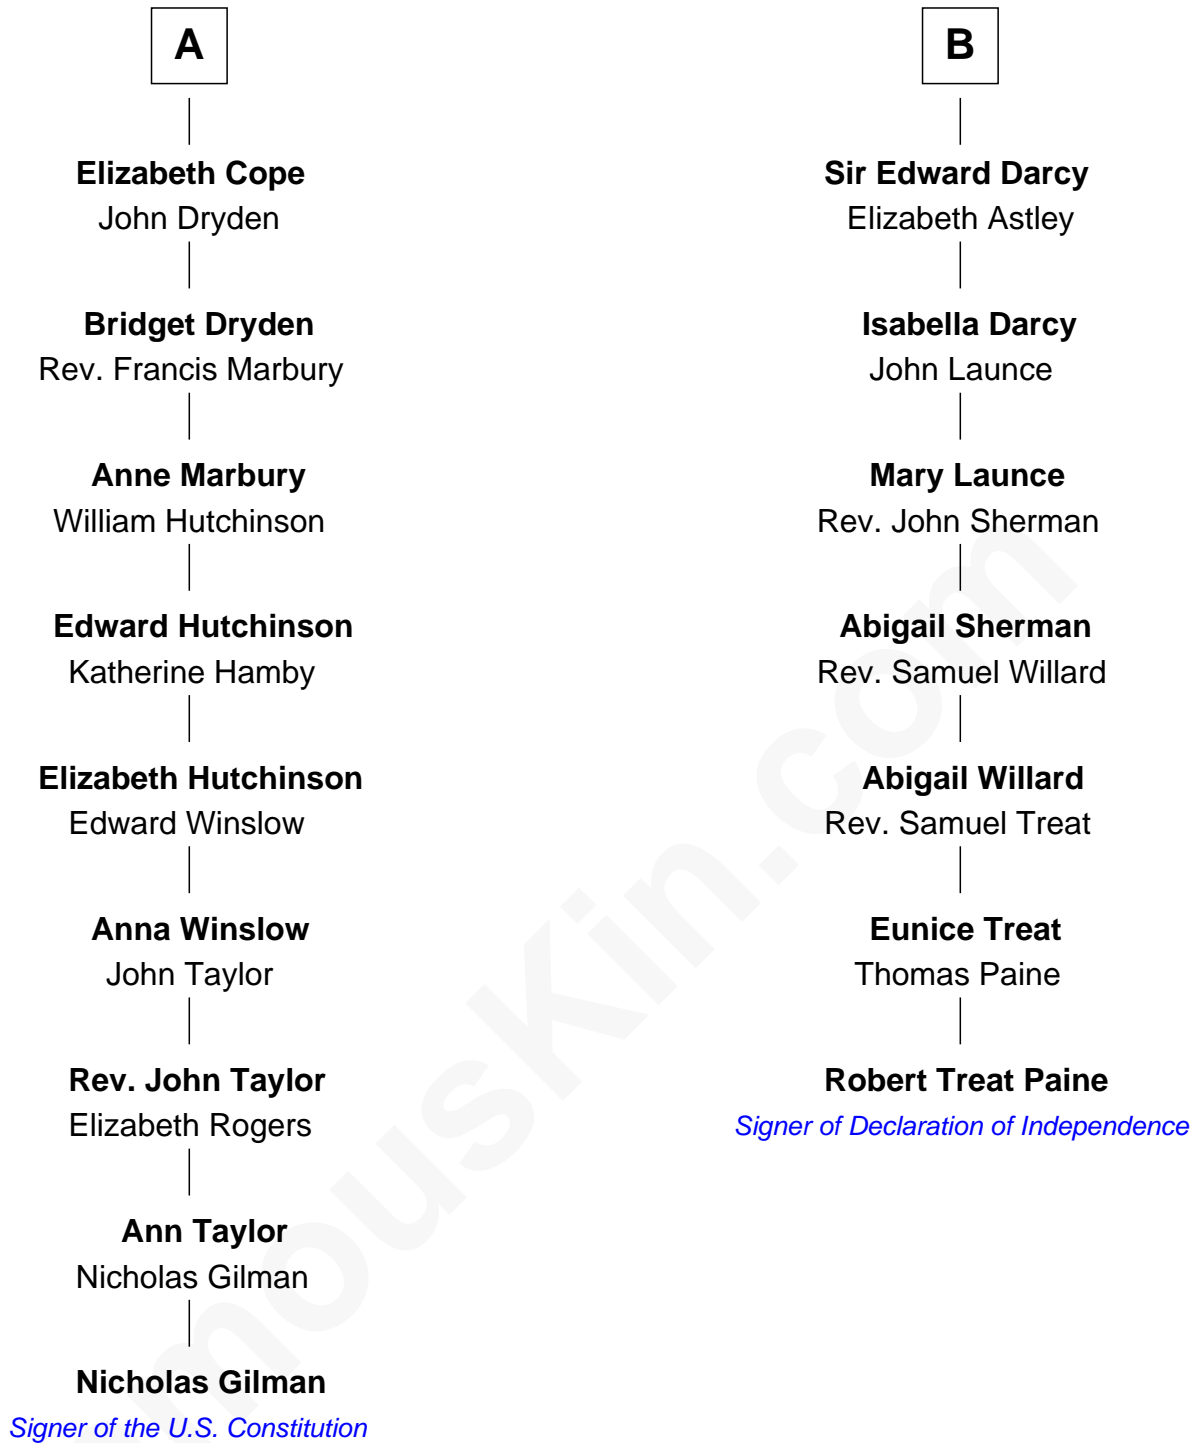 A
Elizabeth Cope
John Dryden
Bridget Dryden
Rev. Francis Marbury
Anne Marbury
William Hutchinson
Edward Hutchinson
Katherine Hamby
Elizabeth Hutchinson
Edward Winslow
Anna Winslow
John Taylor
Rev. John Taylor
Elizabeth Rogers
Ann Taylor
Nicholas Gilman
Nicholas Gilman
Signer of the U.S. Constitution
B
Sir Edward Darcy
Elizabeth Astley
Isabella Darcy
John Launce
Mary Launce
Rev. John Sherman
Abigail Sherman
Rev. Samuel Willard
Abigail Willard
Rev. Samuel Treat
Eunice Treat
Thomas Paine
Robert Treat Paine
Signer of Declaration of Independence
mouskin.com